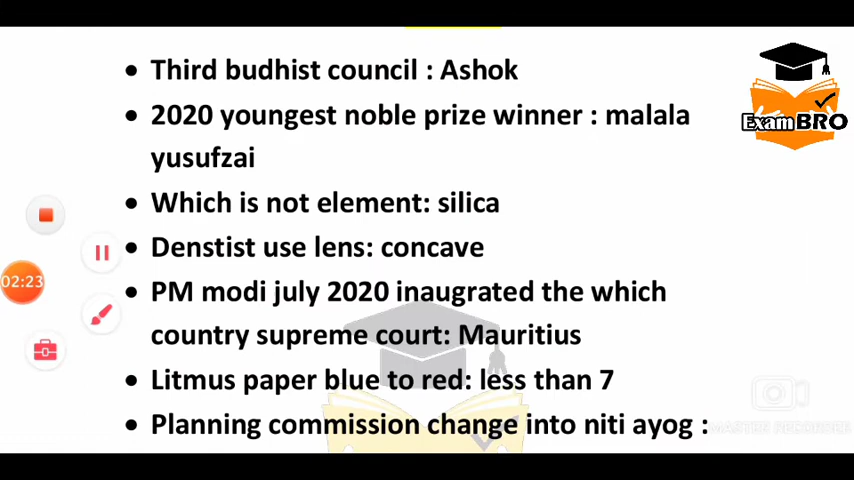 • Third budhist council : Ashok
• 2020 youngest noble prize winner : malala
yusufzai
• Which is not element: silica
• Denstist use lens: concave
• PM modi july 2020 inaugrated the which
country supreme court: Mauritius
• Litmus paper blue to red: less than 7
• Planning commission change into niti ayog :
ExamBRO
02:23
MASTER RECORDER